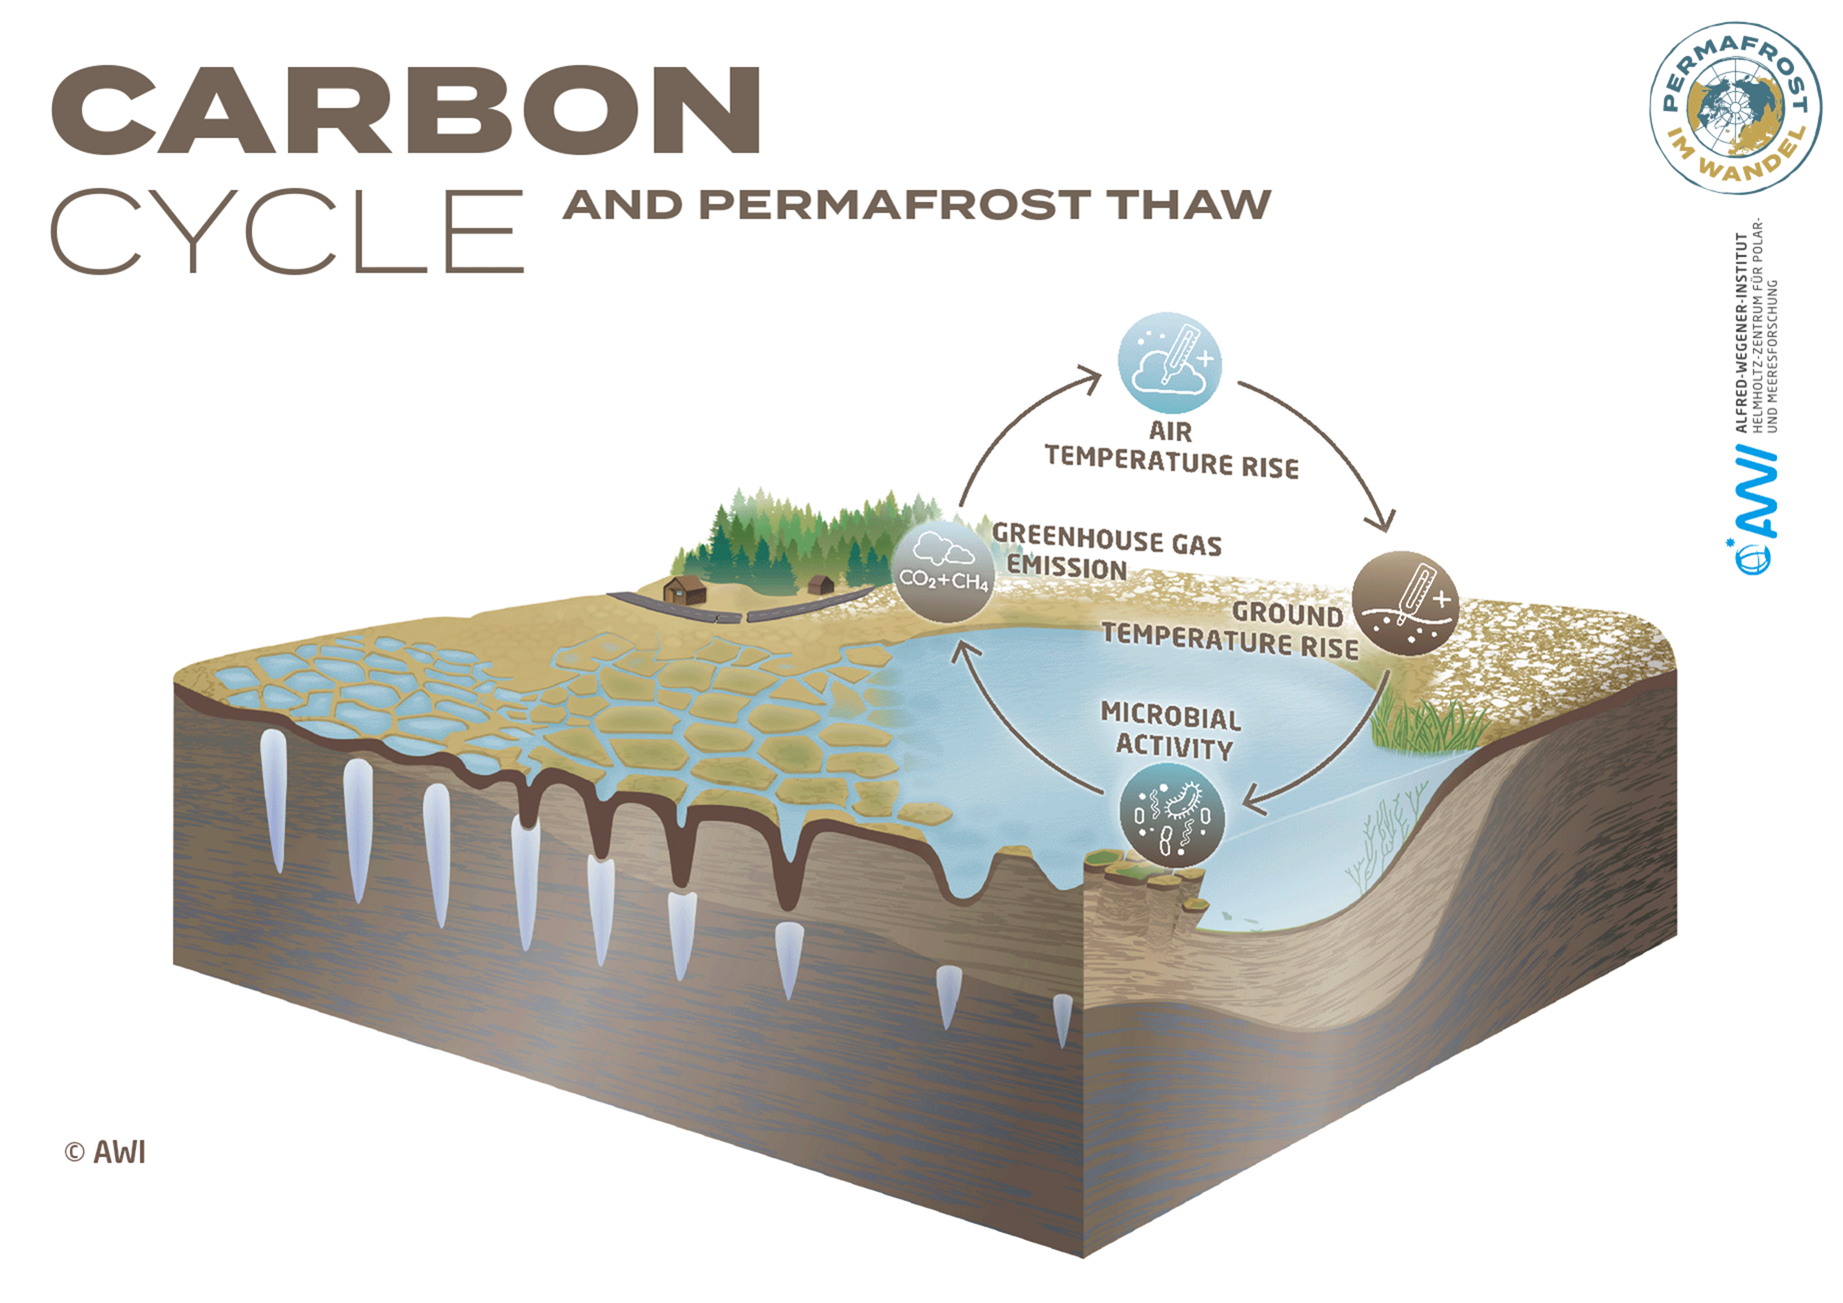 CARBON
CYCLE AND PERMAFROST THAW
PERMAFROST
IM WANDEL
ALFRED-WEGENER-INSTITUT
HELMHOLTZ-ZENTRUM FÜR POLAR-
UND MEERESFORSCHUNG
AWI
AIR
TEMPERATURE RISE
GREENHOUSE GAS
EMISSION
CO₂+CH₄
GROUND
TEMPERATURE RISE
MICROBIAL
ACTIVITY
© AWI